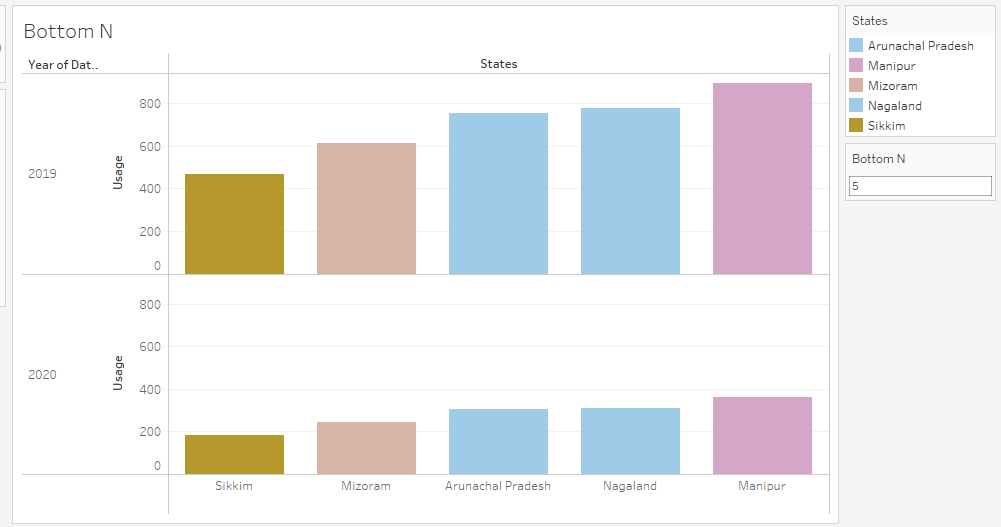 Bottom N
Year of Dat..
States
2019
Usage
800
600
400
200
0
2020
Usage
800
600
400
200
0
Sikkim
Mizoram
Arunachal Pradesh
Nagaland
Manipur
States
Arunachal Pradesh
Manipur
Mizoram
Nagaland
Sikkim
Bottom N
5